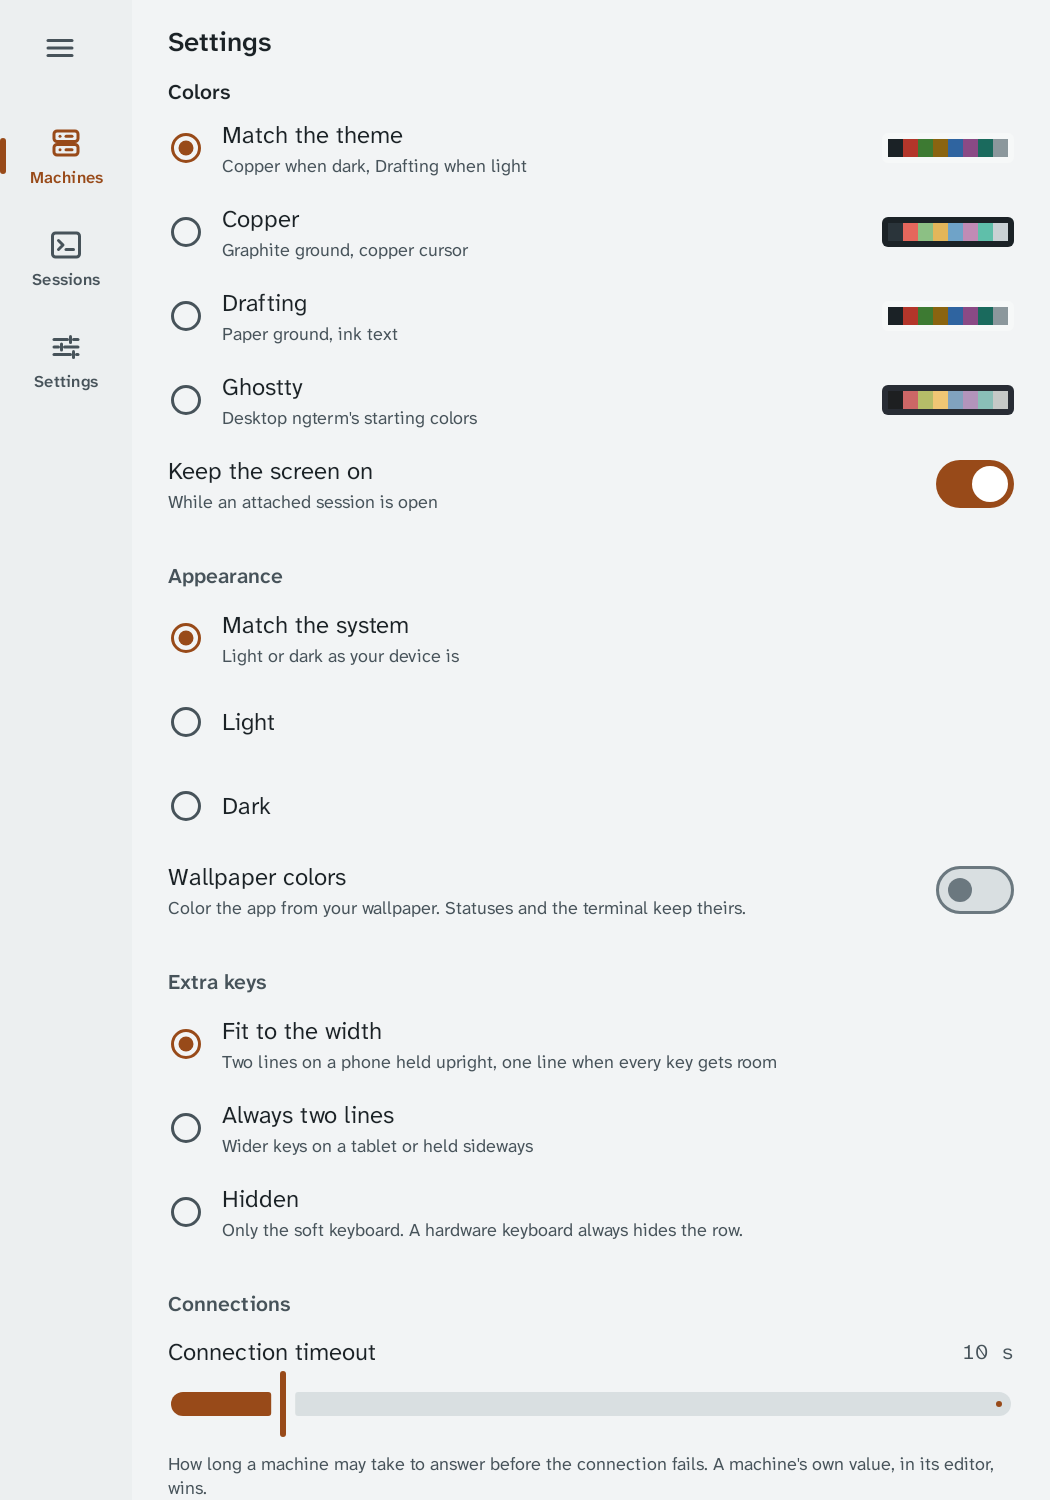 Settings
Colors
Match the theme
Copper when dark, Drafting when light
Machines
Copper
Graphite ground, copper cursor
Sessions
Drafting
Paper ground, ink text
Settings
Ghostty
Desktop ngterm's starting colors
Keep the screen on
While an attached session is open
Appearance
Match the system
Light or dark as your device is
Light
Dark
Wallpaper colors
Color the app from your wallpaper. Statuses and the terminal keep theirs.
Extra keys
Fit to the width
Two lines on a phone held upright, one line when every key gets room
Always two lines
Wider keys on a tablet or held sideways
Hidden
Only the soft keyboard. A hardware keyboard always hides the row.
Connections
Connection timeout
10 s
How long a machine may take to answer before the connection fails. A machine's own value, in its editor,
wins.